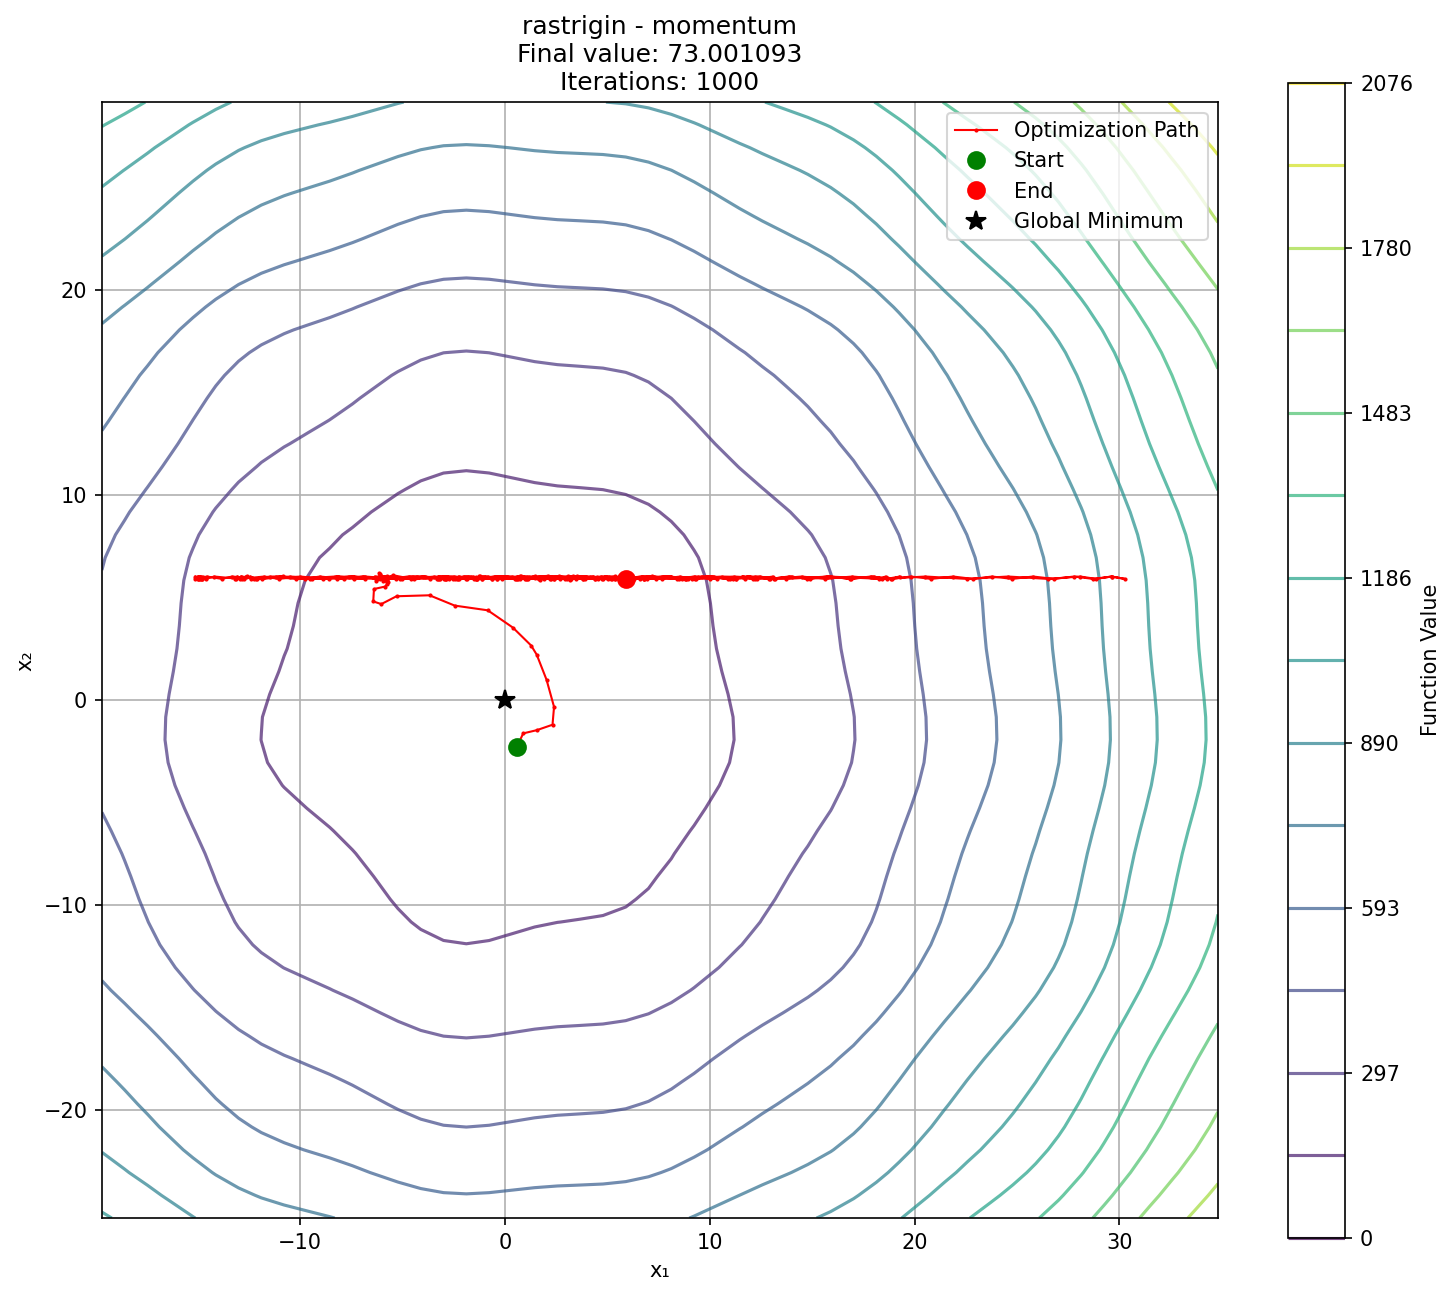 rastrigin - momentum
Final value: 73.001093
Iterations: 1000
Optimization Path
Start
End
Global Minimum
20
10
0
−10
−20
x₂
−10
0
10
20
30
x₁
2076
1780
1483
1186
890
593
297
0
Function Value